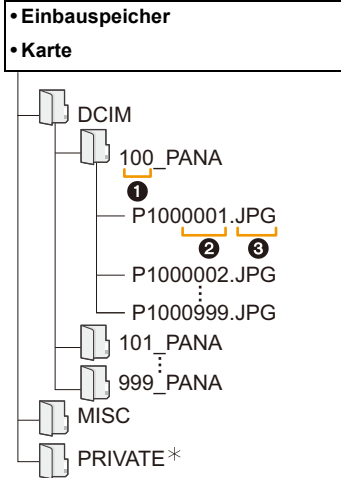 • Einbauspeicher
• Karte
DCIM
100_PANA
❶
P1000001.JPG
❷ ❸
P1000002.JPG
P1000999.JPG
101_PANA
999_PANA
MISC
PRIVATE＊